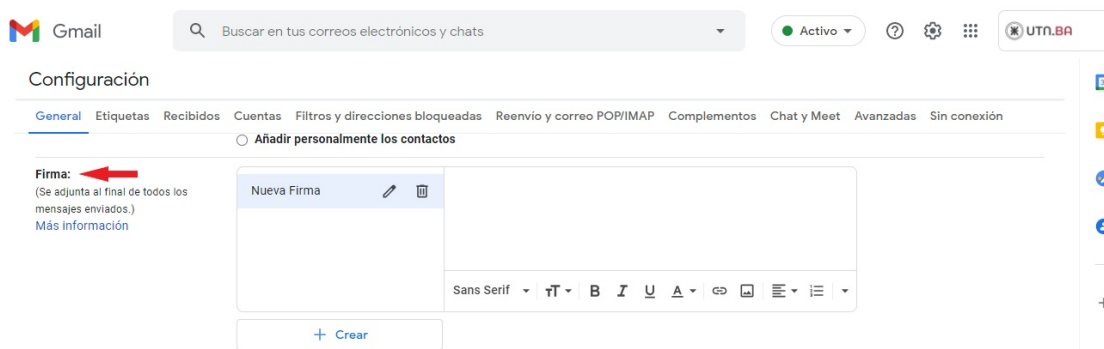 Gmail
Buscar en tus correos electrónicos y chats
Activo
UTN.BA
Configuración
General Etiquetas Recibidos Cuentas Filtros y direcciones bloqueadas Reenvío y correo POP/IMAP Complementos Chat y Meet Avanzadas Sin conexión
Añadir personalmente los contactos
Firma:
(Se adjunta al final de todos los
mensajes enviados.)
Más información
Nueva Firma
Sans Serif
B I U A
+ Crear